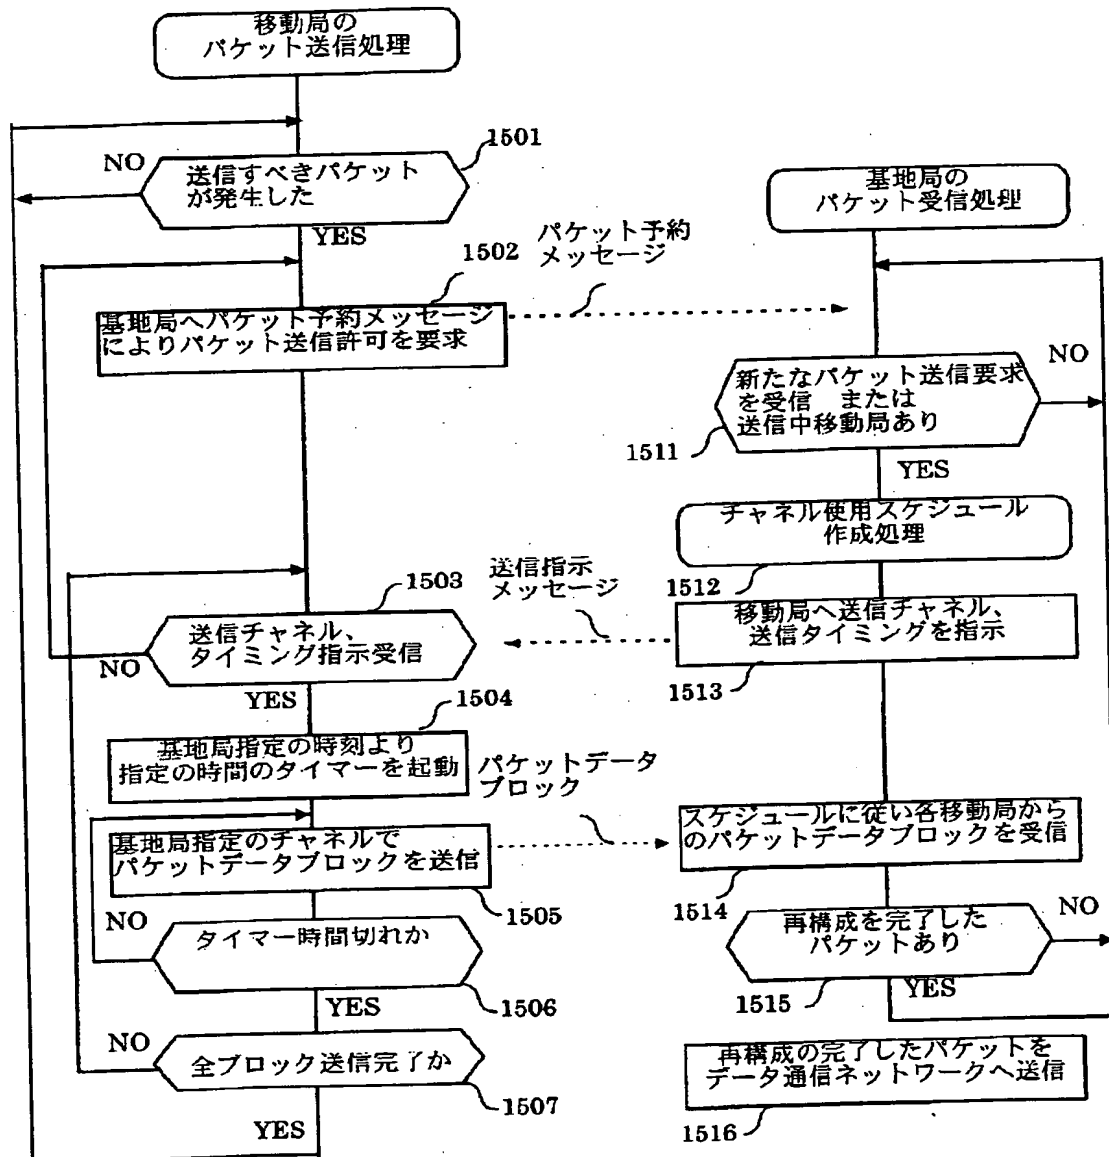 移動局の
パケット送信処理
1501
NO
送信すべきパケット
が発生した
YES
1502
パケット予約
メッセージ
基地局へパケット予約メッセージ
によりパケット送信許可を要求
1503
送信指示
メッセージ
送信チャネル、
タイミング指示受信
NO
YES
1504
基地局指定の時刻より
指定の時間のタイマーを起動
パケットデータ
ブロック
基地局指定のチャネルで
パケットデータブロックを送信
1505
NO
タイマー時間切れか
1506
YES
NO
全ブロック送信完了か
1507
YES
基地局の
パケット受信処理
NO
新たなパケット送信要求
を受信 または
送信中移動局あり
1511
YES
チャネル使用スケジュール
作成処理
1512
移動局へ送信チャネル、
送信タイミングを指示
1513
スケジュールに従い各移動局から
のパケットデータブロックを受信
1514
NO
再構成を完了した
パケットあり
1515
YES
再構成の完了したパケットを
データ通信ネットワークへ送信
1516